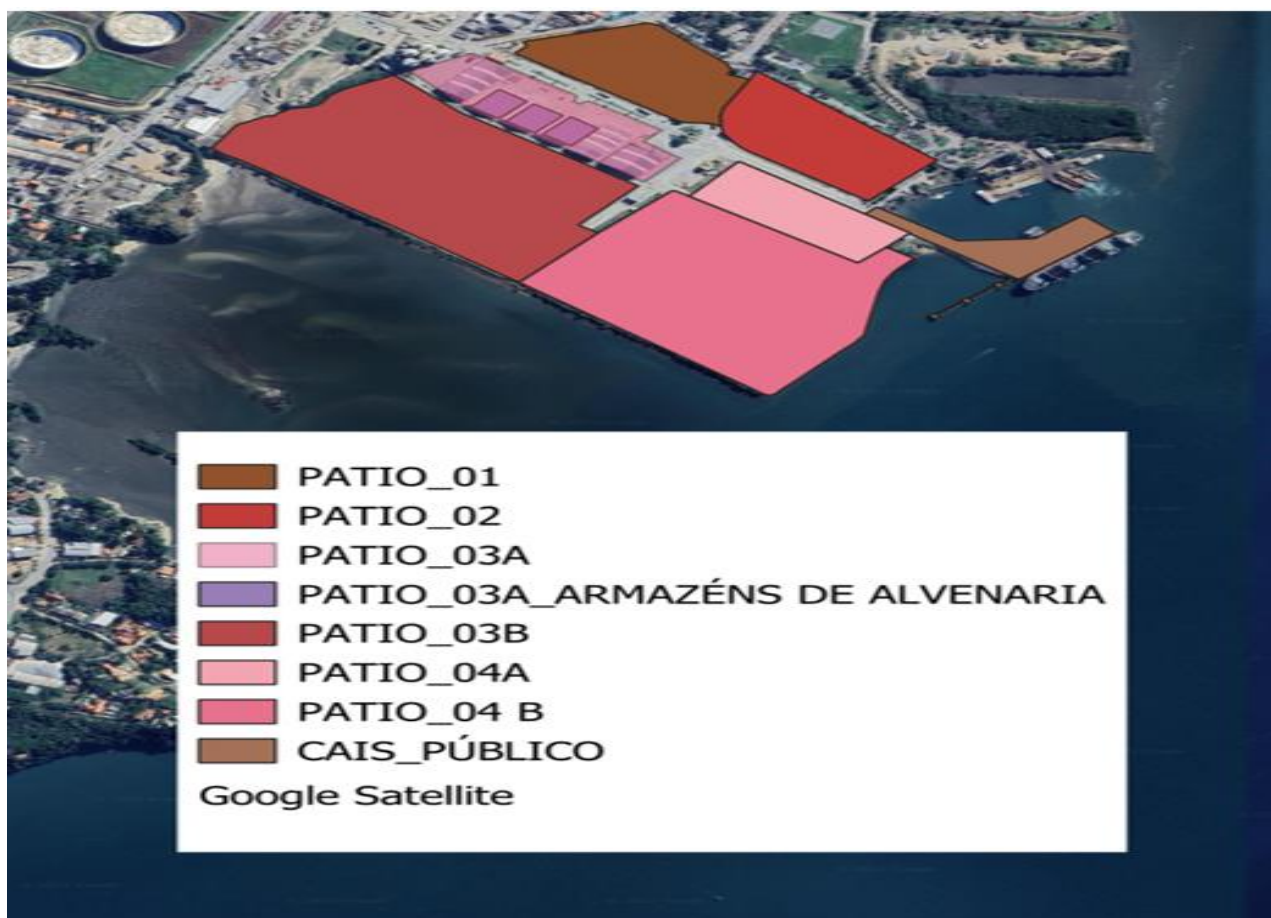 PATIO_01
PATIO_02
PATIO_03A
PATIO_03A_ARMAZÉNS DE ALVENARIA
PATIO_03B
PATIO_04A
PATIO_04 B
CAIS_PÚBLICO
Google Satellite